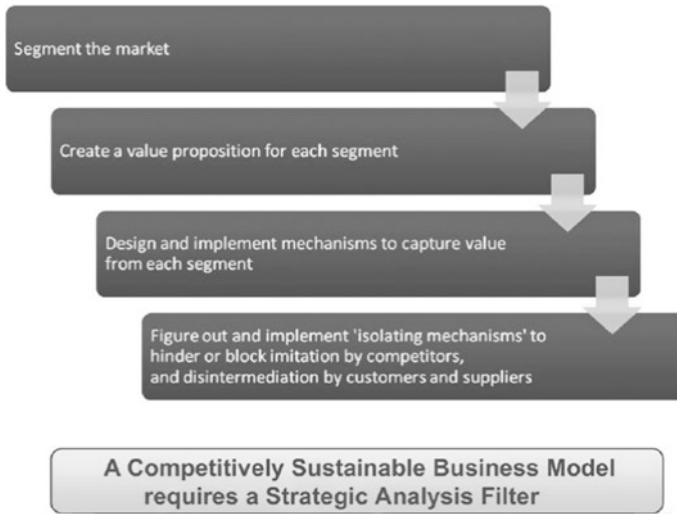 Segment the market
Create a value proposition for each segment
Design and implement mechanisms to capture value
from each segment
Figure out and implement 'isolating mechanisms' to
hinder or block imitation by competitors,
and disintermediation by customers and suppliers
A Competitively Sustainable Business Model
requires a Strategic Analysis Filter